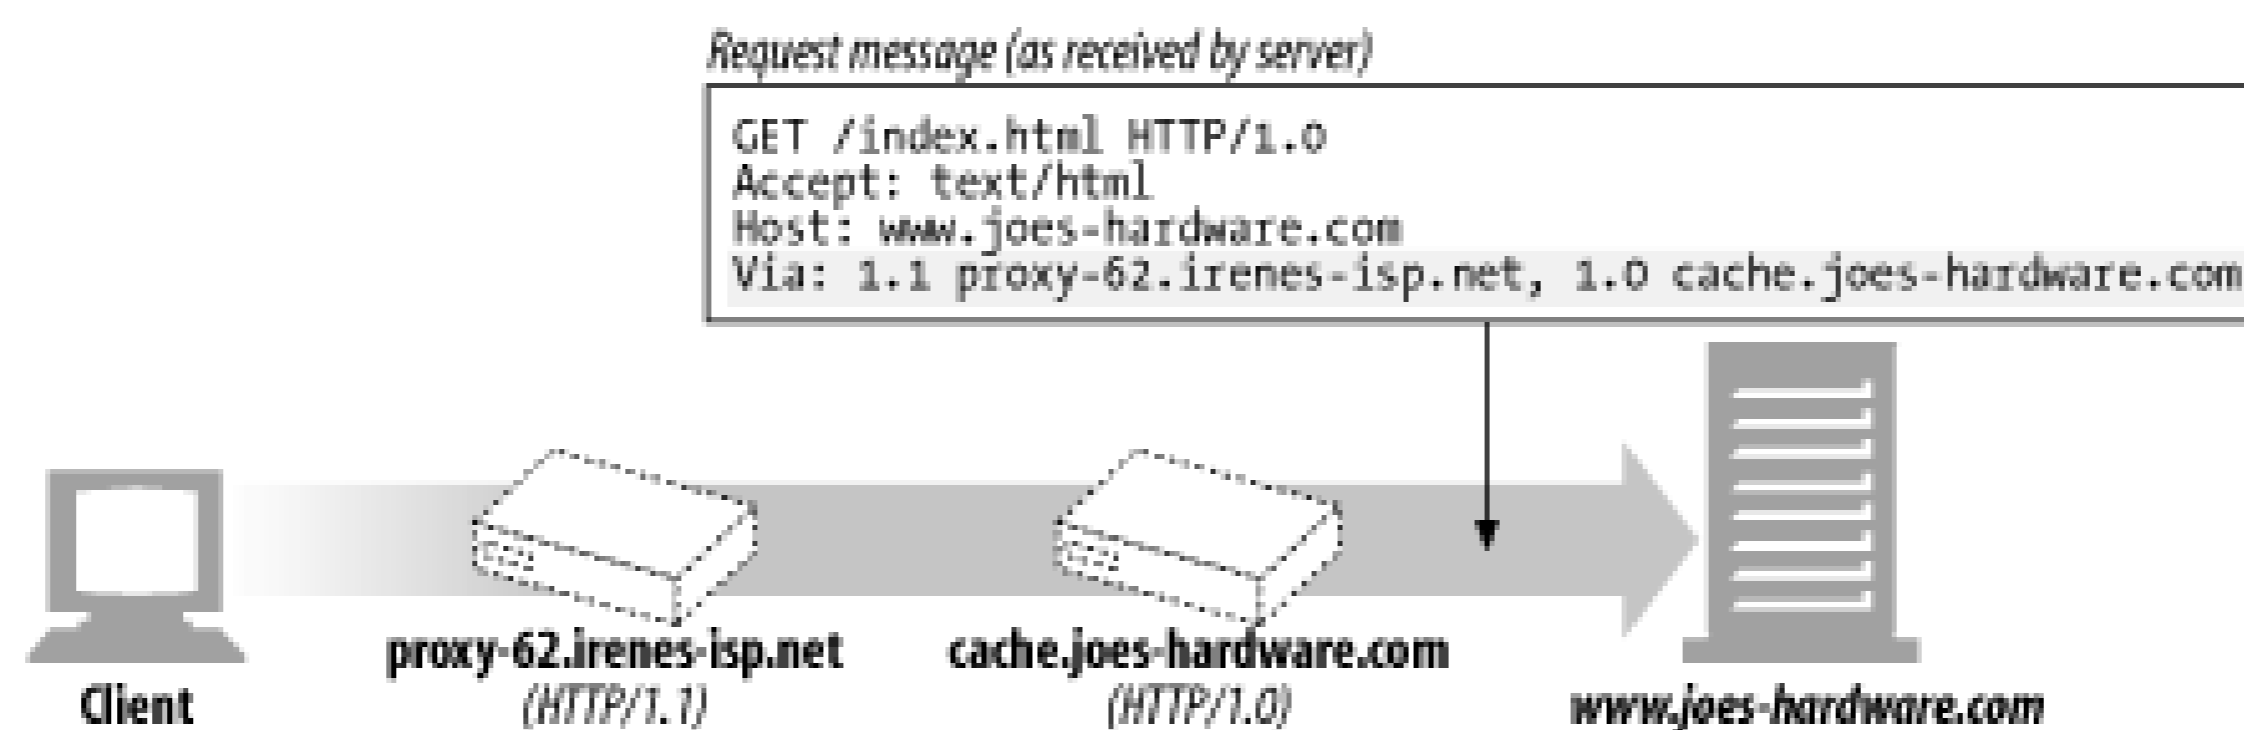 Request message (as received by server)
GET /index.html HTTP/1.0
Accept: text/html
Host: www.joes-hardware.com
Via: 1.1 proxy-62.irenes-isp.net, 1.0 cache.joes-hardware.com
proxy-62.irenes-isp.net
(HTTP/1.1)
cache.joes-hardware.com
(HTTP/1.0)
Client
www.joes-hardware.com